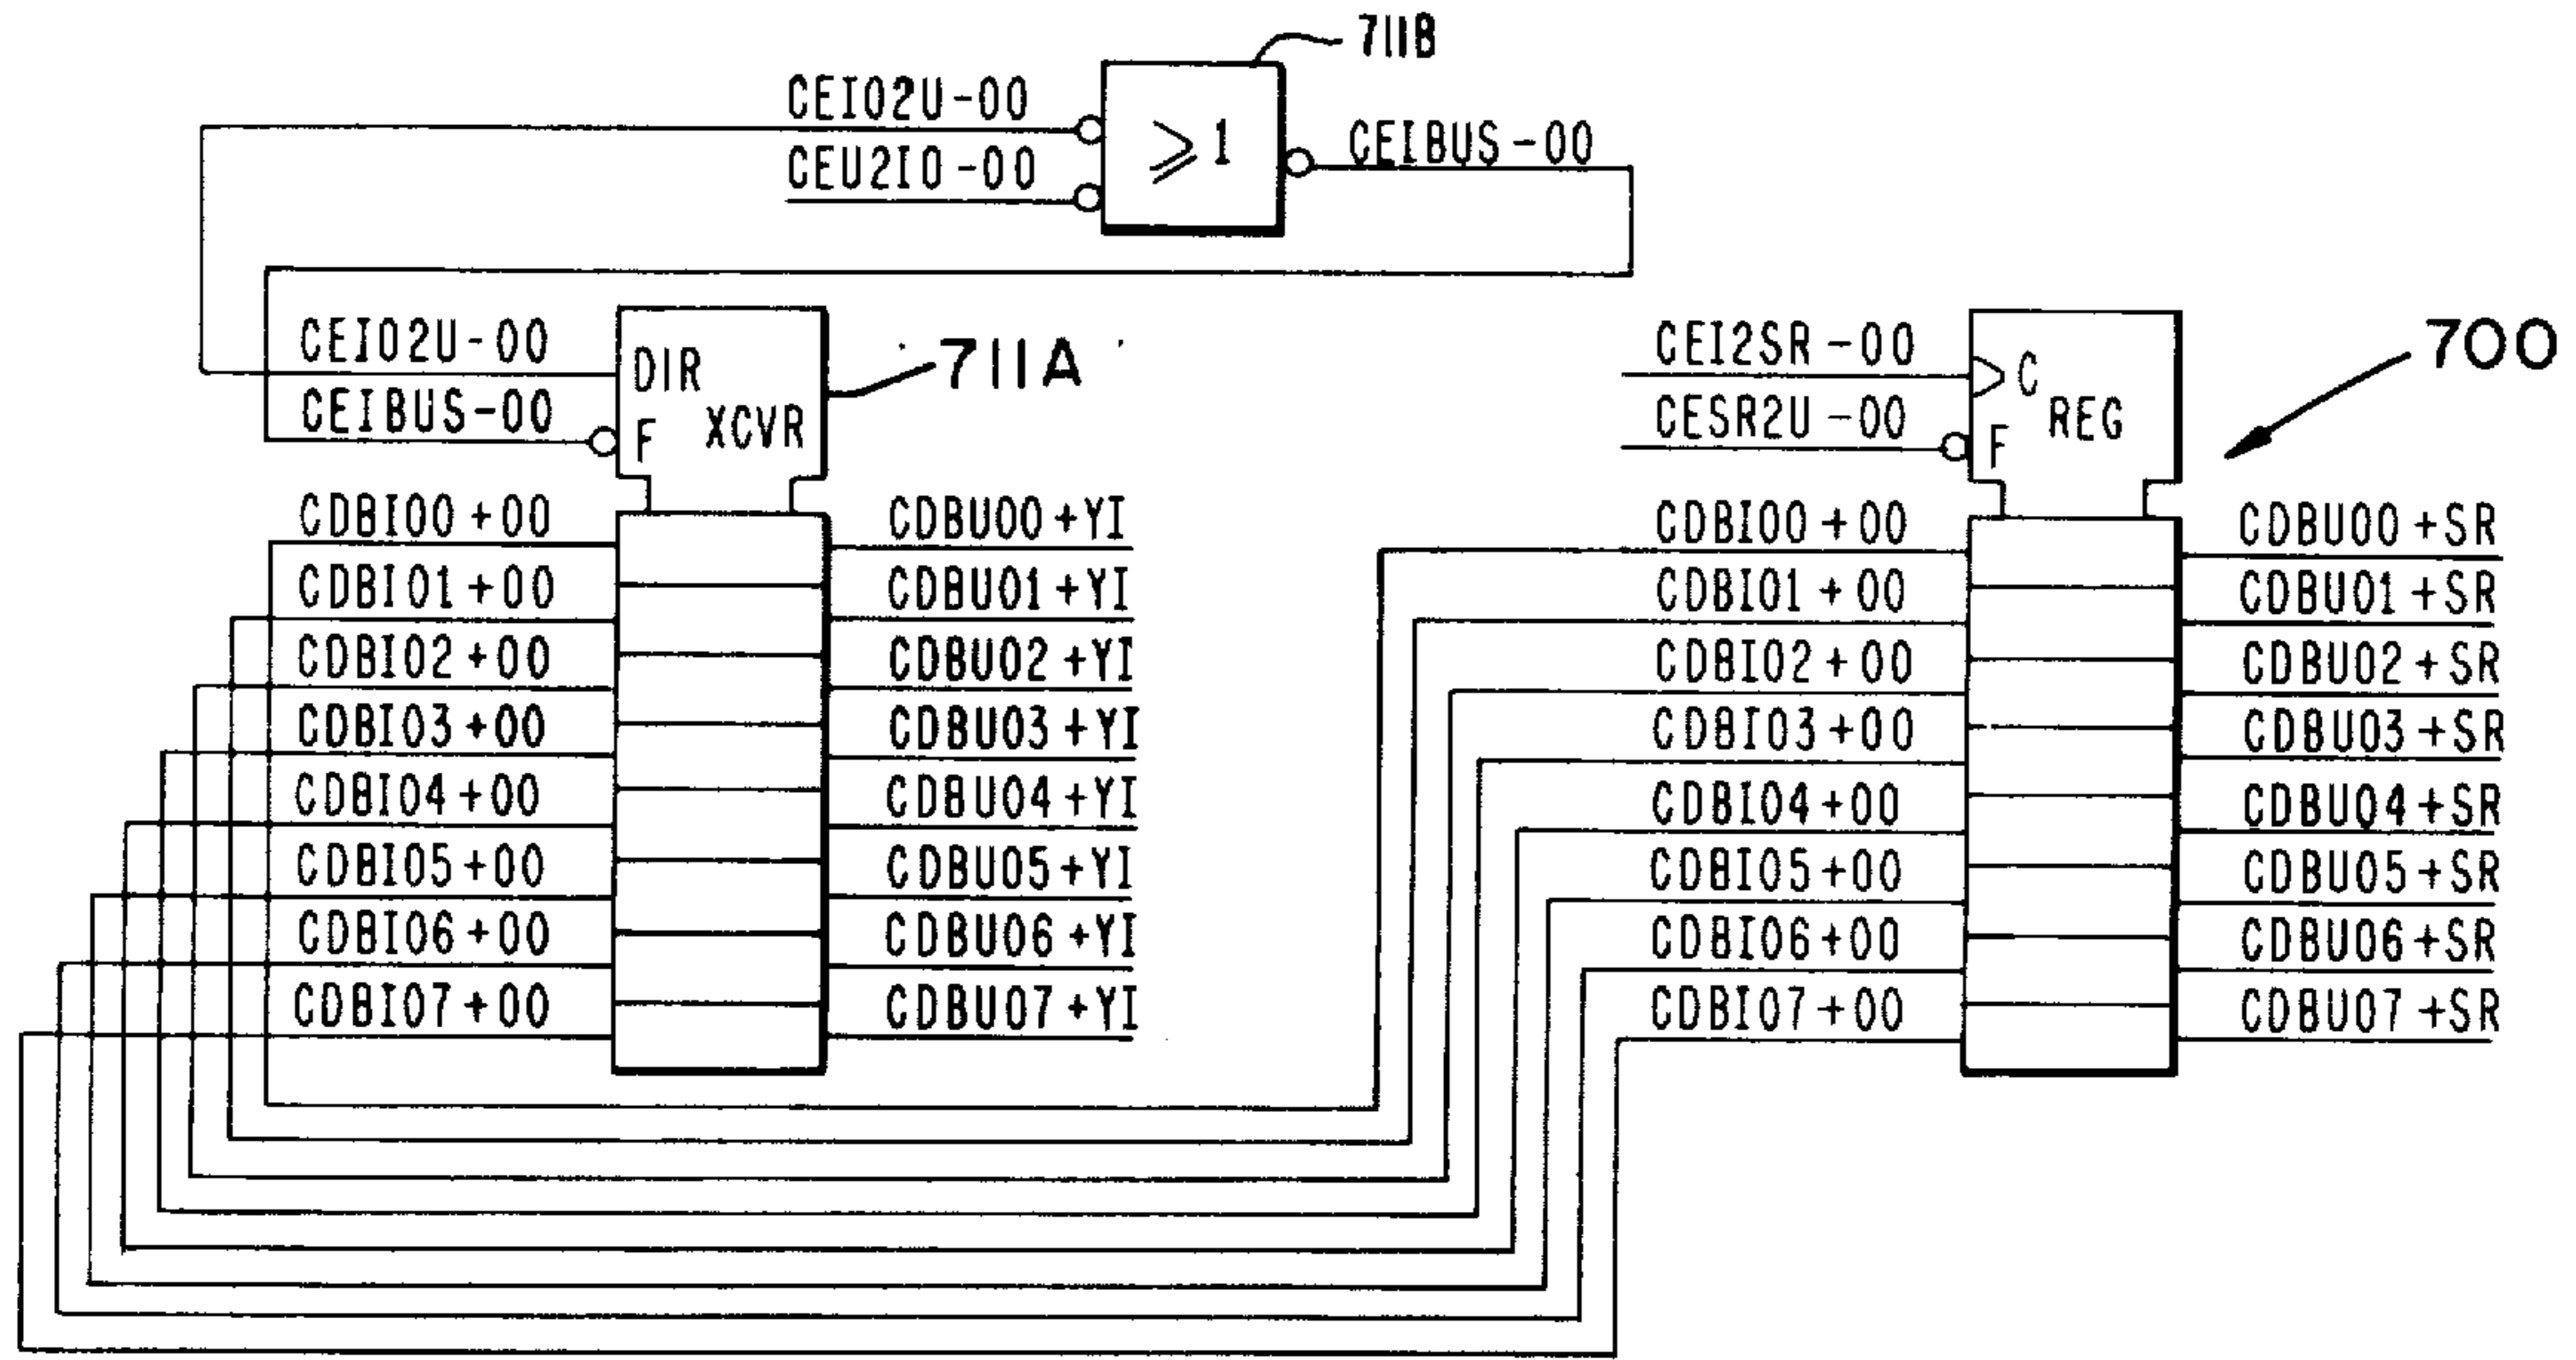 711B
CEI02U-00
CEU2I0-00
≥1
CEIBUS-00
CEI02U-00
CEIBUS-00
DIR
F
XCVR
711A
CDBI00+00
CDBI01+00
CDBI02+00
CDBI03+00
CDBI04+00
CDBI05+00
CDBI06+00
CDBI07+00
CDBU00+YI
CDBU01+YI
CDBU02+YI
CDBU03+YI
CDBU04+YI
CDBU05+YI
CDBU06+YI
CDBU07+YI
CEI2SR-00
CESR2U-00
C
F
REG
700
CDBI00+00
CDBI01+00
CDBI02+00
CDBI03+00
CDBI04+00
CDBI05+00
CDBI06+00
CDBI07+00
CDBU00+SR
CDBU01+SR
CDBU02+SR
CDBU03+SR
CDBU04+SR
CDBU05+SR
CDBU06+SR
CDBU07+SR